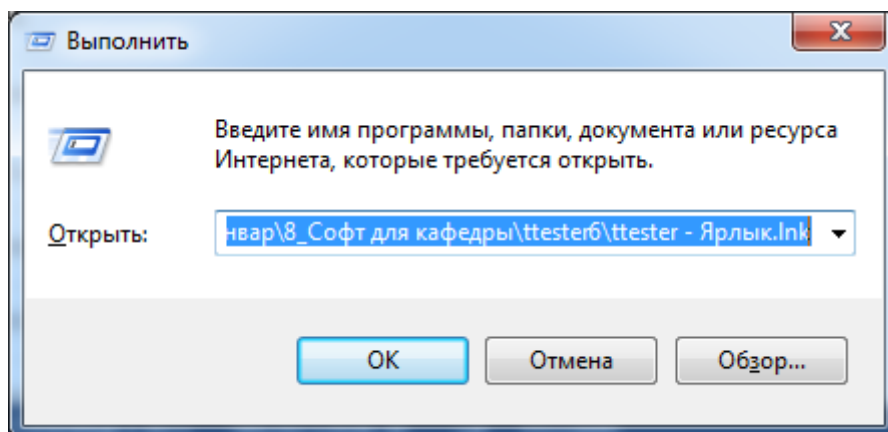 Выполнить
Введите имя программы, папки, документа или ресурса
Интернета, которые требуется открыть.
Открыть: нвар\8_Софт для кафедры\ttester6\ttester - Ярлык.lnk
ОК Отмена Обзор...